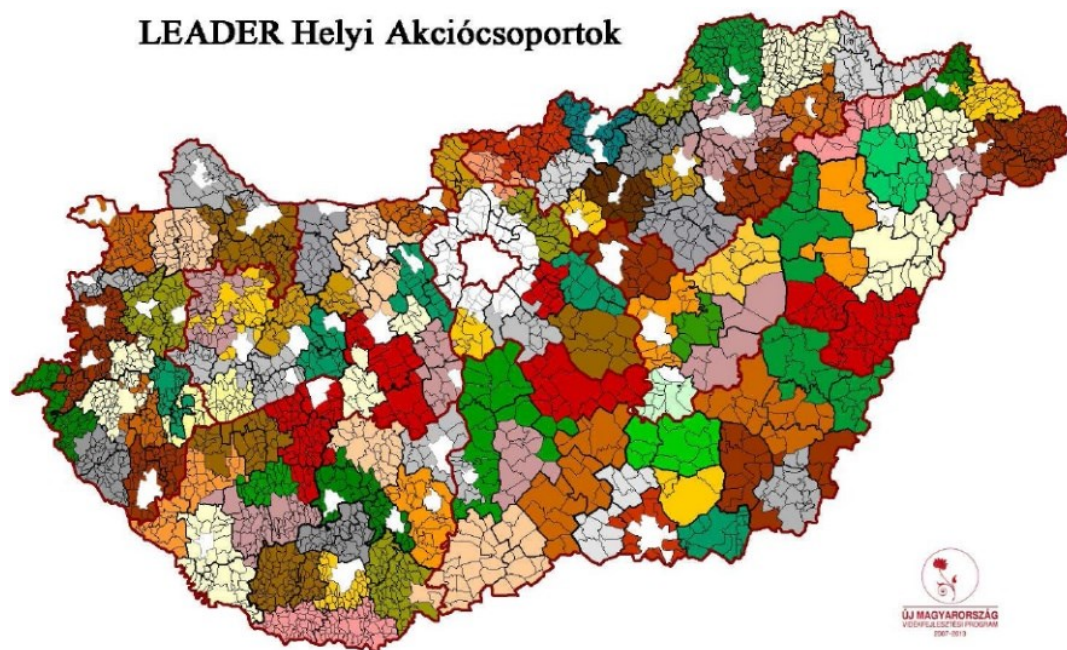 LEADER Helyi Akciócsoportok
ÚJ MAGYARORSZÁG
VIDÉKFEJLESZTÉSI PROGRAM
2007-2013